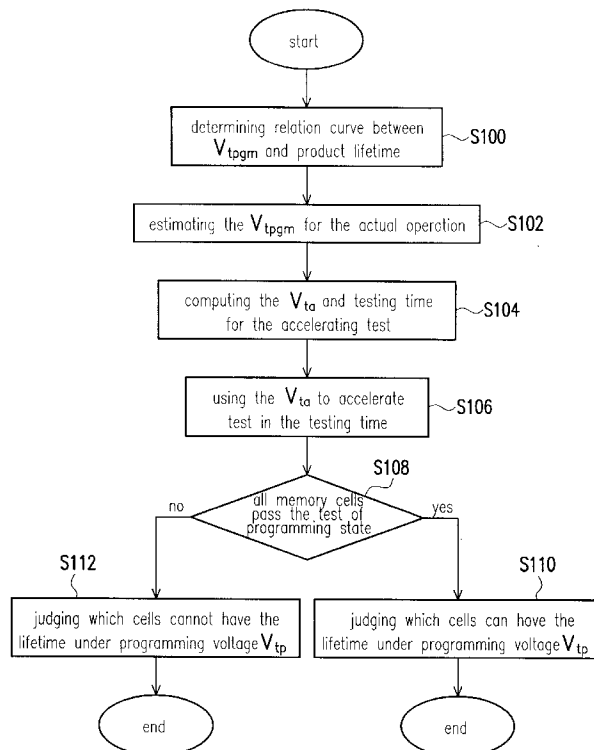 start
determining relation curve between
Vtpgm and product lifetime
S100
estimating the Vtpgm for the actual operation
S102
computing the Vta and testing time
for the accelerating test
S104
using the Vta to accelerate
test in the testing time
S106
S108
all memory cells
pass the test of
programming state
no
yes
S112
judging which cells cannot have the
lifetime under programming voltage Vtp
S110
judging which cells can hove the
lifetime under programming voltage Vtp
end
end